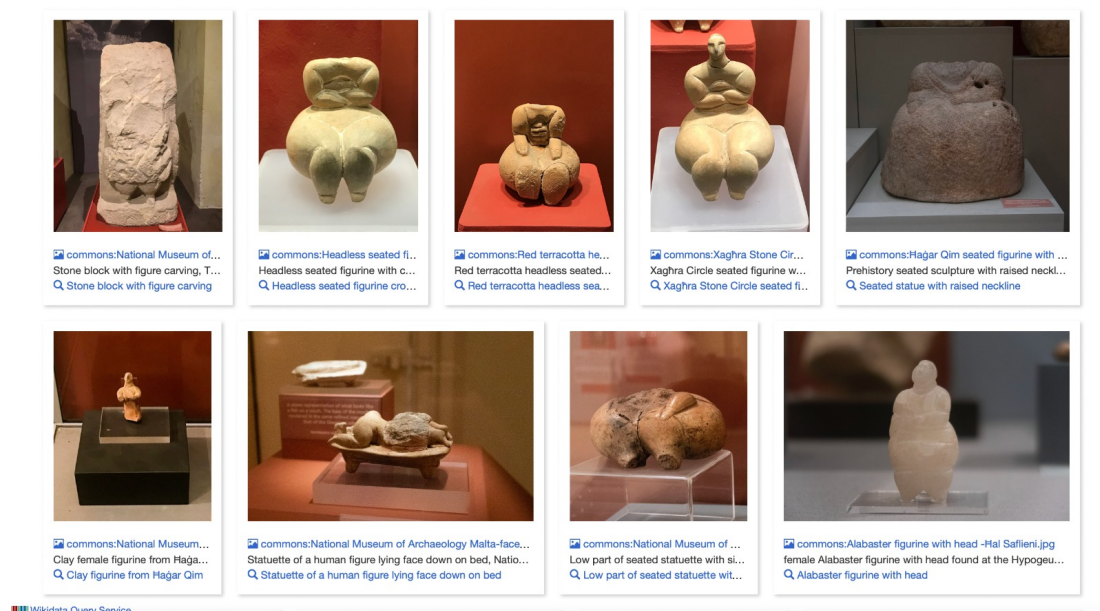 commons:National Museum of...
Stone block with figure carving, T...
Stone block with figure carving
commons:Headless seated fi...
Headless seated figurine with c...
Headless seated figurine cro...
commons:Red terracotta he...
Red terracotta headless seated...
Red terracotta headless sea...
commons:Xagħra Stone Cir...
Xagħra Circle seated figurine w...
Xagħra Stone Circle seated fi...
commons:Haġar Qim seated figurine with ...
Prehistory seated sculpture with raised neckl...
Seated statue with raised neckline
commons:National Museum...
Clay female figurine from Ħaġa...
Clay figurine from Ħaġar Qim
commons:National Museum of Archaeology Malta-face...
Statuette of a human figure lying face down on bed, Natio...
Statuette of a human figure lying face down on bed
commons:National Museum of ...
Low part of seated statuette with si...
Low part of seated statuette wit...
commons:Alabaster figurine with head -Ħal Saflieni.jpg
female Alabaster figurine with head found at the Hypogeu...
Alabaster figurine with head
Wikidata Query Service